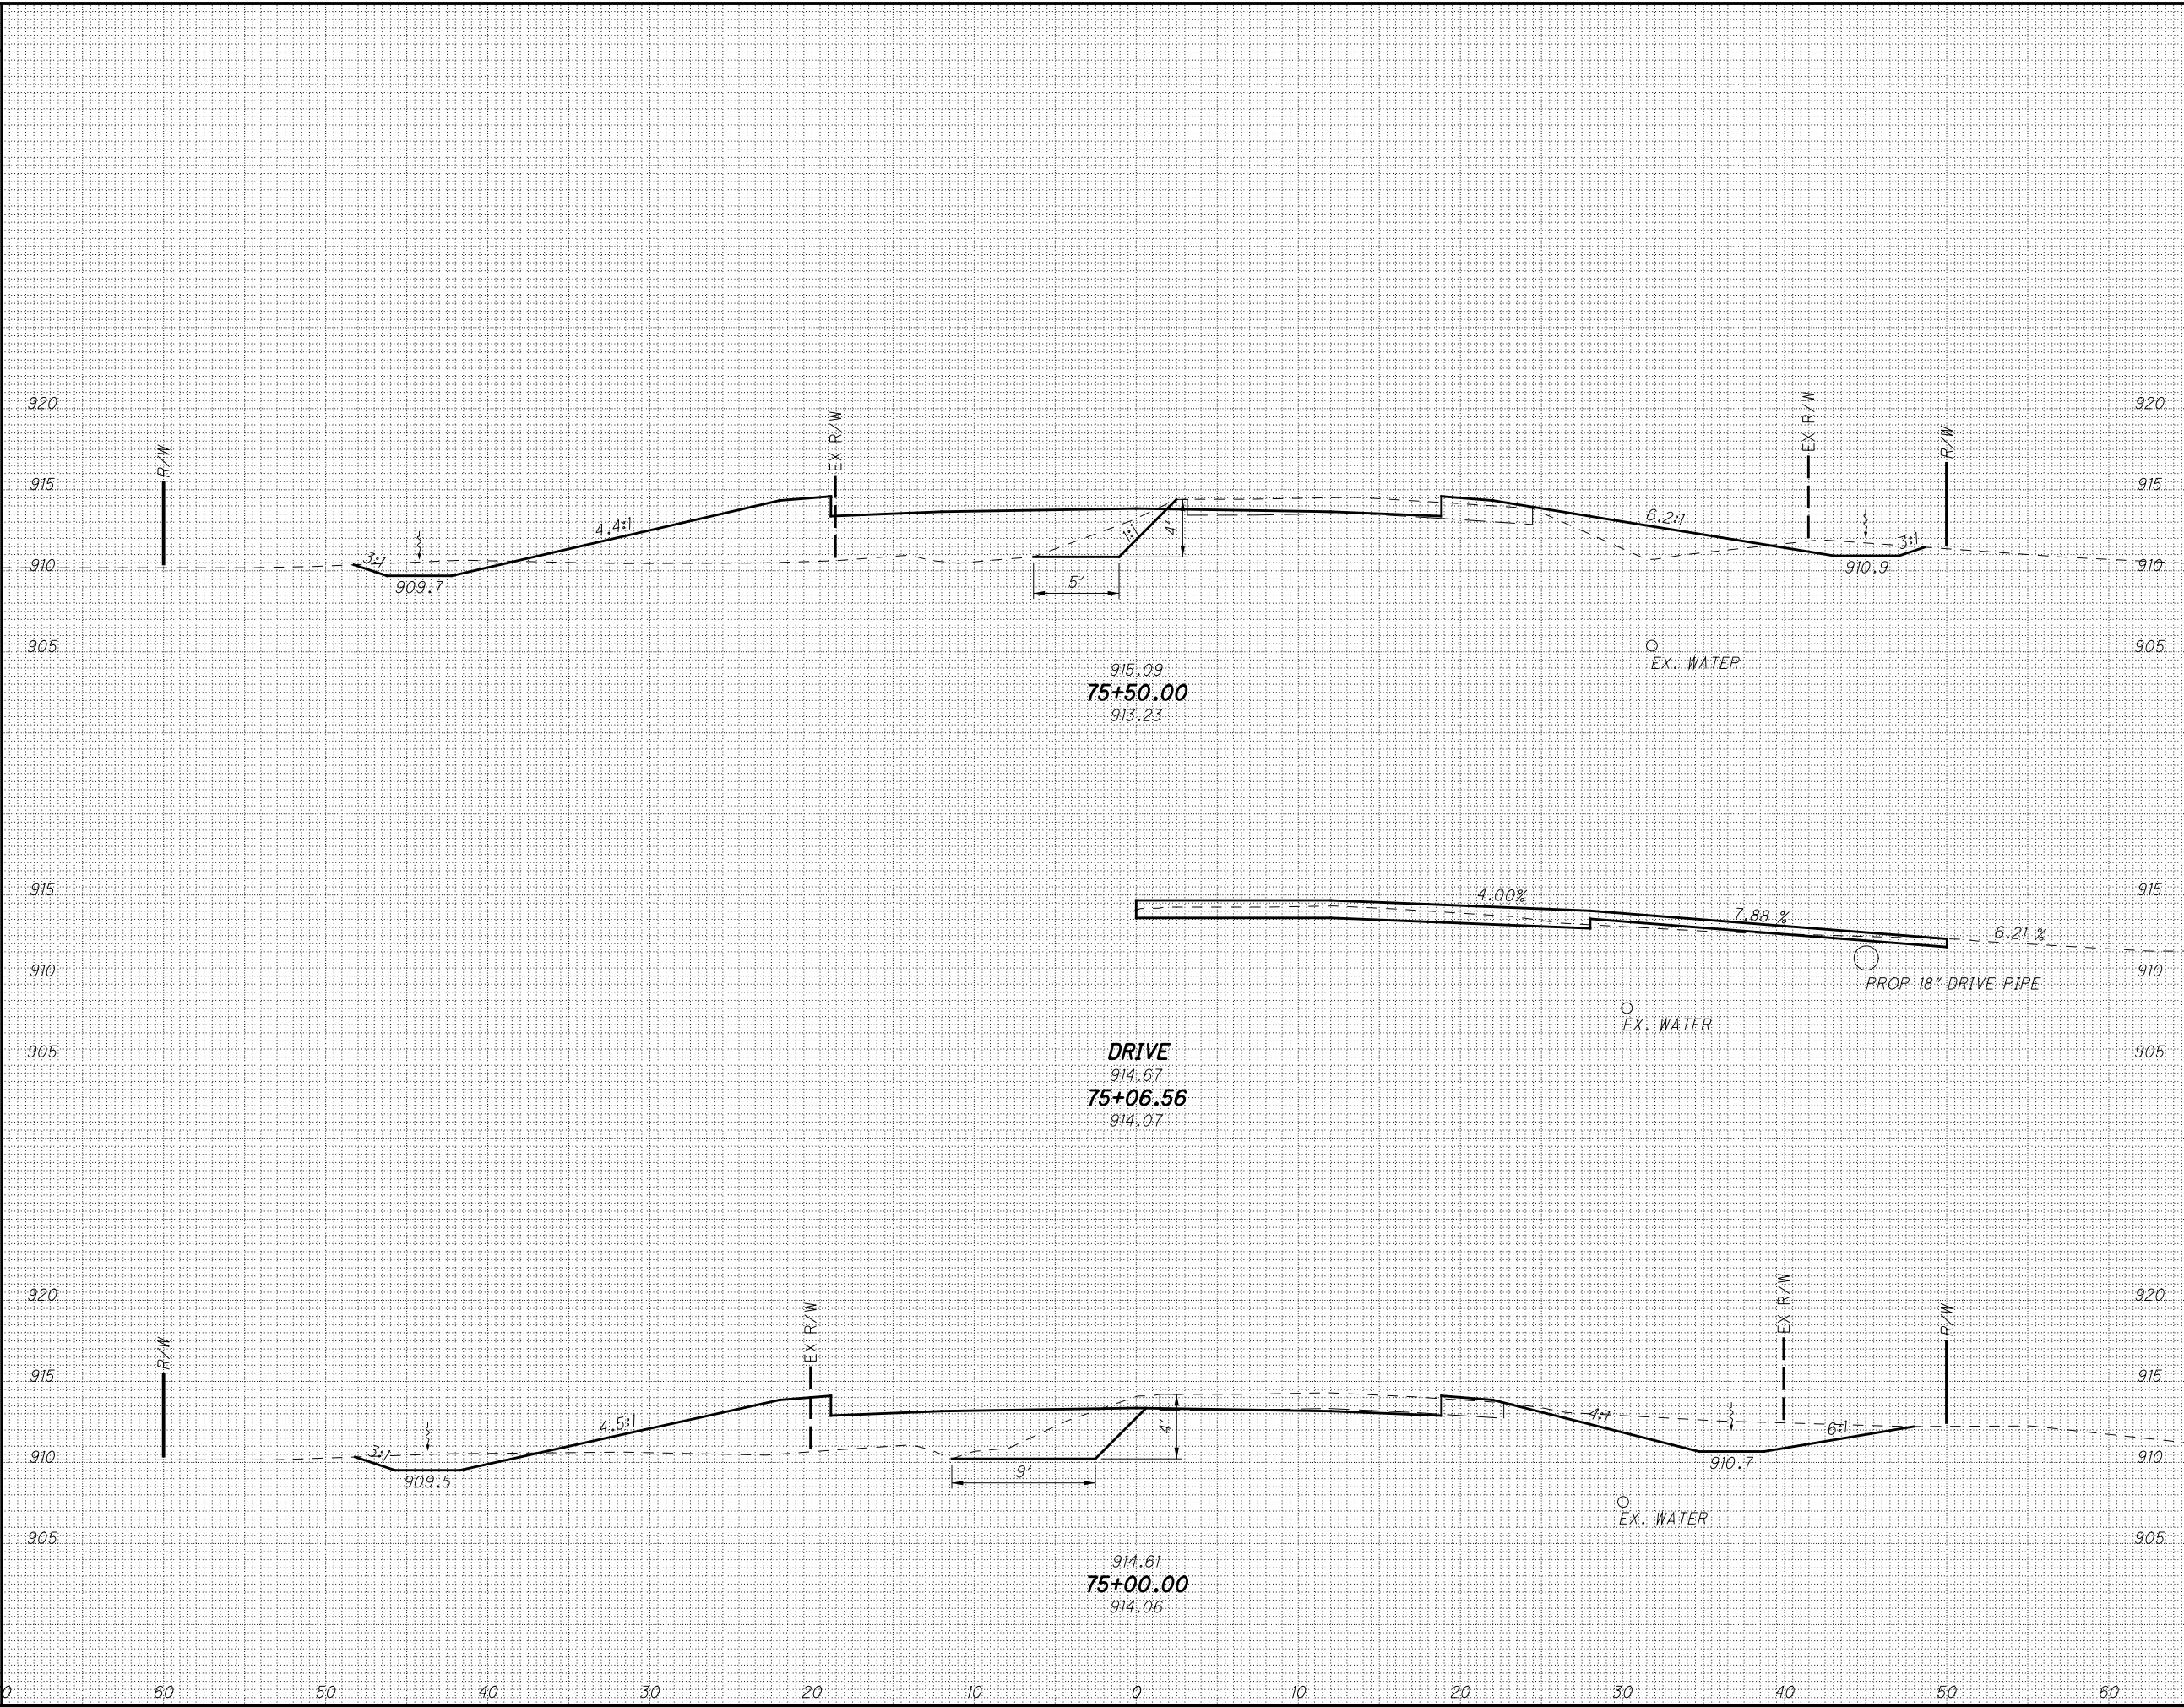 920 920
EX R/W EX R/W
R/W R/W
915 915
4.4:1 1:1 4' 6.2:1
3:1 3:1
910 909.7 5' 910.9 910
905 905
EX. WATER
915.09
75+50.00
913.23
915 915
4.00%
7.88 %
6.21 %
910 910
PROP 18" DRIVE PIPE
EX. WATER
905 905
DRIVE
914.67
75+06.56
914.07
920 920
EX R/W EX R/W
R/W R/W
915 915
4.5:1 4' 4:1 6:1
3:1
910 910
909.5 9' 910.7
EX. WATER
905 905
914.61
75+00.00
914.06
0 60 50 40 30 20 10 0 10 20 30 40 50 60